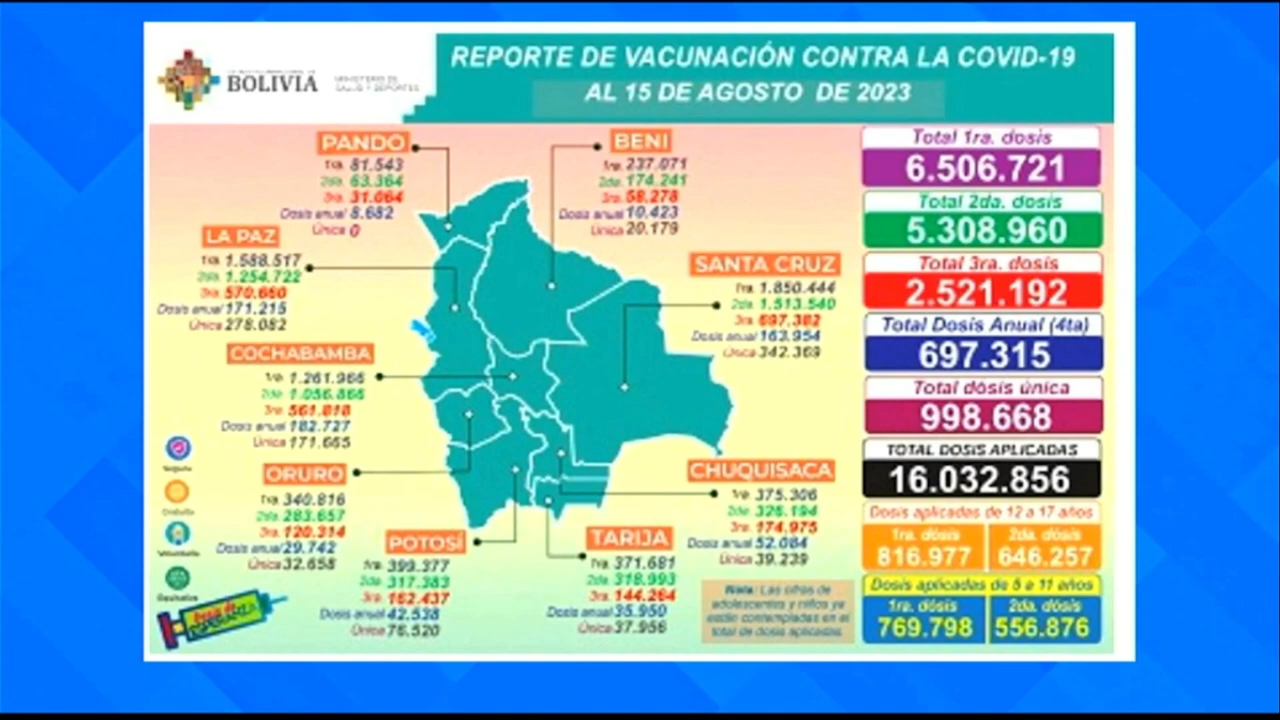 BOLIVIA
MINISTERIO DE
SALUD Y DEPORTES
REPORTE DE VACUNACIÓN CONTRA LA COVID-19
AL 15 DE AGOSTO DE 2023
PANDO
1ra. 81.543
2da. 63.364
3ra. 31.064
Dosis anual 8.682
Única 0
BENI
1ra. 237.071
2da. 174.241
3ra. 58.278
Dosis anual 10.423
Única 20.179
LA PAZ
1ra. 1.588.517
2da. 1.254.722
3ra. 570.660
Dosis anual 171.215
Única 278.082
SANTA CRUZ
1ra. 1.850.444
2da. 1.513.540
3ra. 697.382
Dosis anual 163.954
Única 342.369
COCHABAMBA
1ra. 1.261.966
2da. 1.056.866
3ra. 561.818
Dosis anual 182.727
Única 171.665
ORURO
1ra. 340.816
2da. 283.657
3ra. 120.314
Dosis anual 29.742
Única 32.658
POTOSÍ
1ra. 399.377
2da. 317.383
3ra. 162.437
Dosis anual 42.538
Única 76.520
TARIJA
1ra. 371.681
2da. 318.993
3ra. 144.264
Dosis anual 35.950
Única 37.956
CHUQUISACA
1ra. 375.306
2da. 326.194
3ra. 174.975
Dosis anual 52.084
Única 39.239
Nota: Las cifras de
adolescentes y niños ya
están contempladas en el
total de dosis aplicadas.
Total 1ra. dosis
6.506.721
Total 2da. dosis
5.308.960
Total 3ra. dosis
2.521.192
Total Dosis Anual (4ta)
697.315
Total dósis única
998.668
TOTAL DOSIS APLICADAS
16.032.856
Dosis aplicadas de 12 a 17 años
1ra. dósis 2da. dósis
816.977 646.257
Dosis aplicadas de 5 a 11 años
1ra. dósis 2da. dósis
769.798 556.876